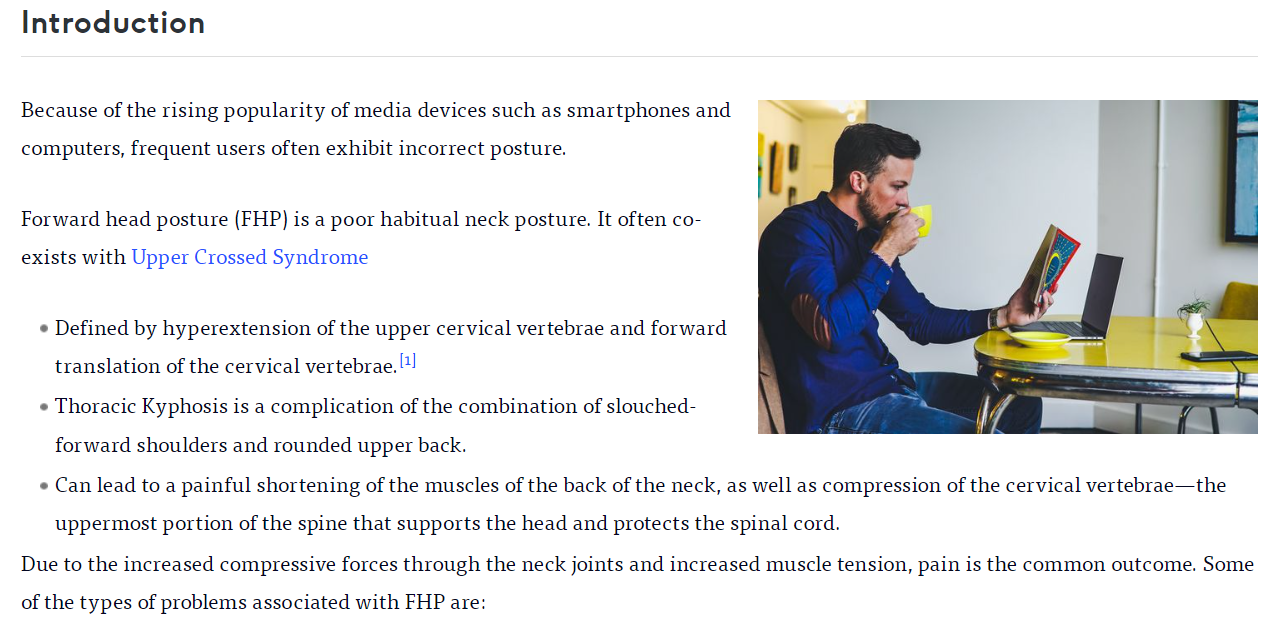 Introduction
Because of the rising popularity of media devices such as smartphones and
computers, frequent users often exhibit incorrect posture.
Forward head posture (FHP) is a poor habitual neck posture. It often co-
exists with Upper Crossed Syndrome
Defined by hyperextension of the upper cervical vertebrae and forward
translation of the cervical vertebrae.[1]
Thoracic Kyphosis is a complication of the combination of slouched-
forward shoulders and rounded upper back.
Can lead to a painful shortening of the muscles of the back of the neck, as well as compression of the cervical vertebrae—the
uppermost portion of the spine that supports the head and protects the spinal cord.
Due to the increased compressive forces through the neck joints and increased muscle tension, pain is the common outcome. Some
of the types of problems associated with FHP are: